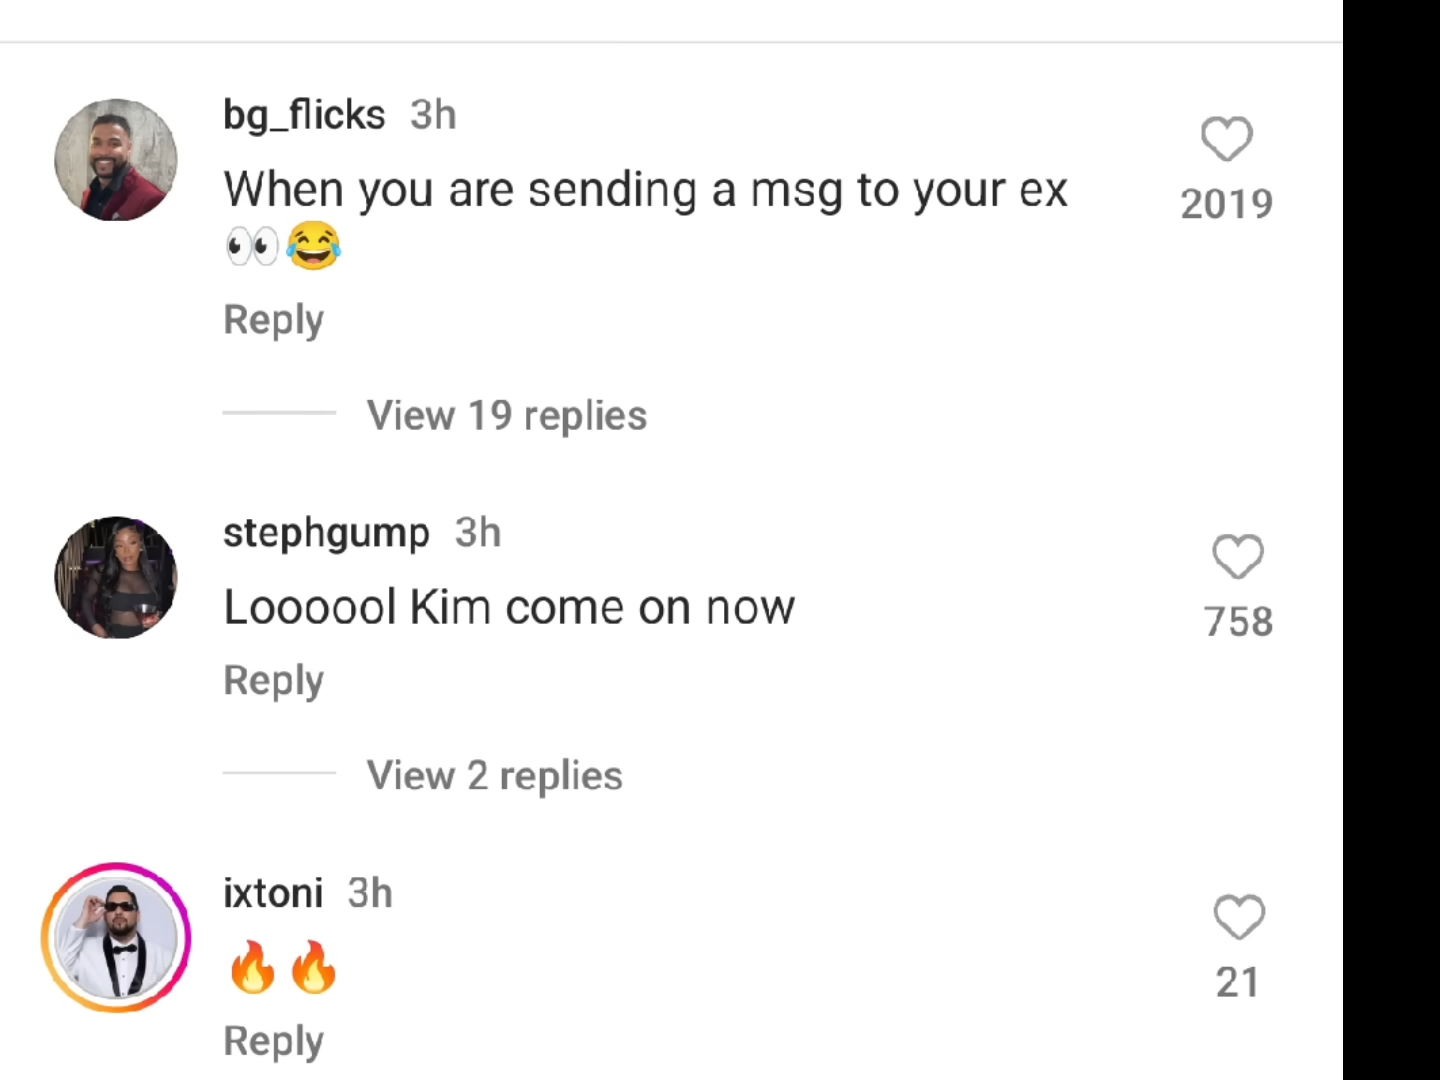 bg_flicks 3h
When you are sending a msg to your ex
👀😂
2019
Reply
View 19 replies
stephgump 3h
Loooool Kim come on now
758
Reply
View 2 replies
ixtoni 3h
🔥🔥
21
Reply